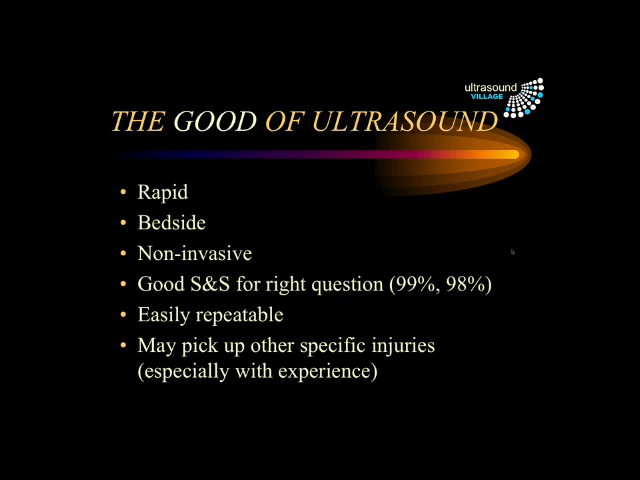 ultrasound
VILLAGE
THE GOOD OF ULTRASOUND
• Rapid
• Bedside
• Non-invasive
• Good S&S for right question (99%, 98%)
• Easily repeatable
• May pick up other specific injuries
(especially with experience)